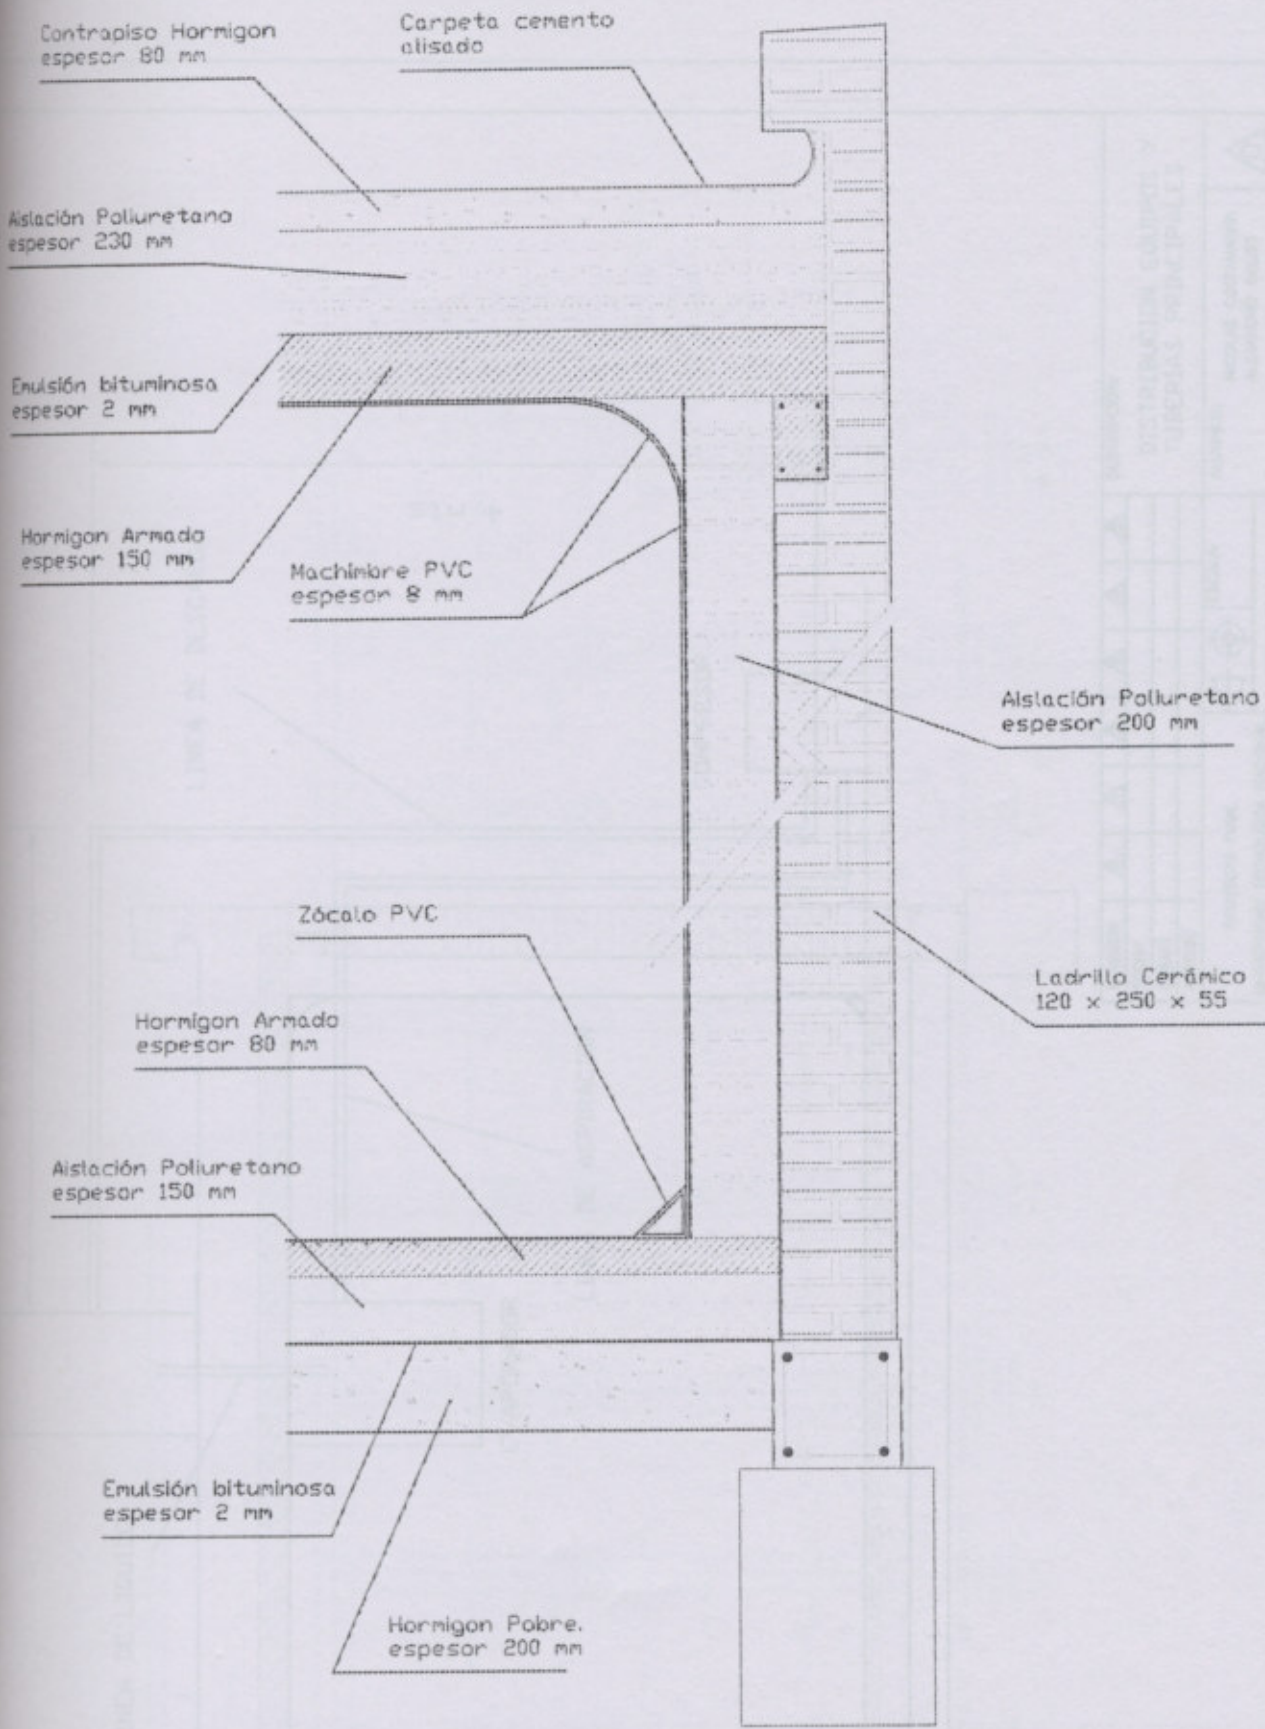 Contrapiso Hormigon
espesor 80 mm
Carpeta cemento
alisado
Aislación Poliuretano
espesor 230 mm
Emulsión bituminosa
espesor 2 mm
Hormigon Armado
espesor 150 mm
Machimbre PVC
espesor 8 mm
Aislación Poliuretano
espesor 200 mm
Zócalo PVC
Ladrillo Cerámico
120 x 250 x 55
Hormigon Armado
espesor 80 mm
Aislación Poliuretano
espesor 150 mm
Emulsión bituminosa
espesor 2 mm
Hormigon Pobre.
espesor 200 mm